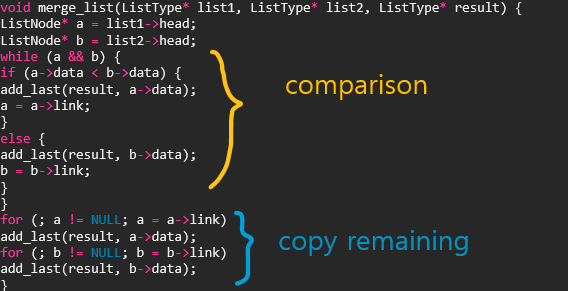 void merge_list(ListType* list1, ListType* list2, ListType* result) {
ListNode* a = list1->head;
ListNode* b = list2->head;
while (a && b) {
if (a->data < b->data) {
add_last(result, a->data);
a = a->link;
}
else {
add_last(result, b->data);
b = b->link;
}
}
for (; a != NULL; a = a->link)
add_last(result, a->data);
for (; b != NULL; b = b->link)
add_last(result, b->data);
}
comparison
copy remaining